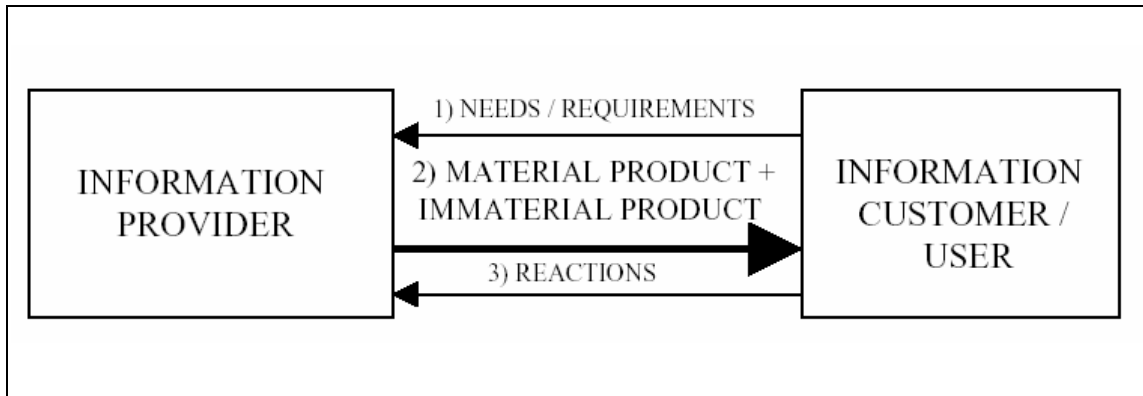 INFORMATION
PROVIDER
1) NEEDS / REQUIREMENTS
2) MATERIAL PRODUCT +
IMMATERIAL PRODUCT
3) REACTIONS
INFORMATION
CUSTOMER /
USER